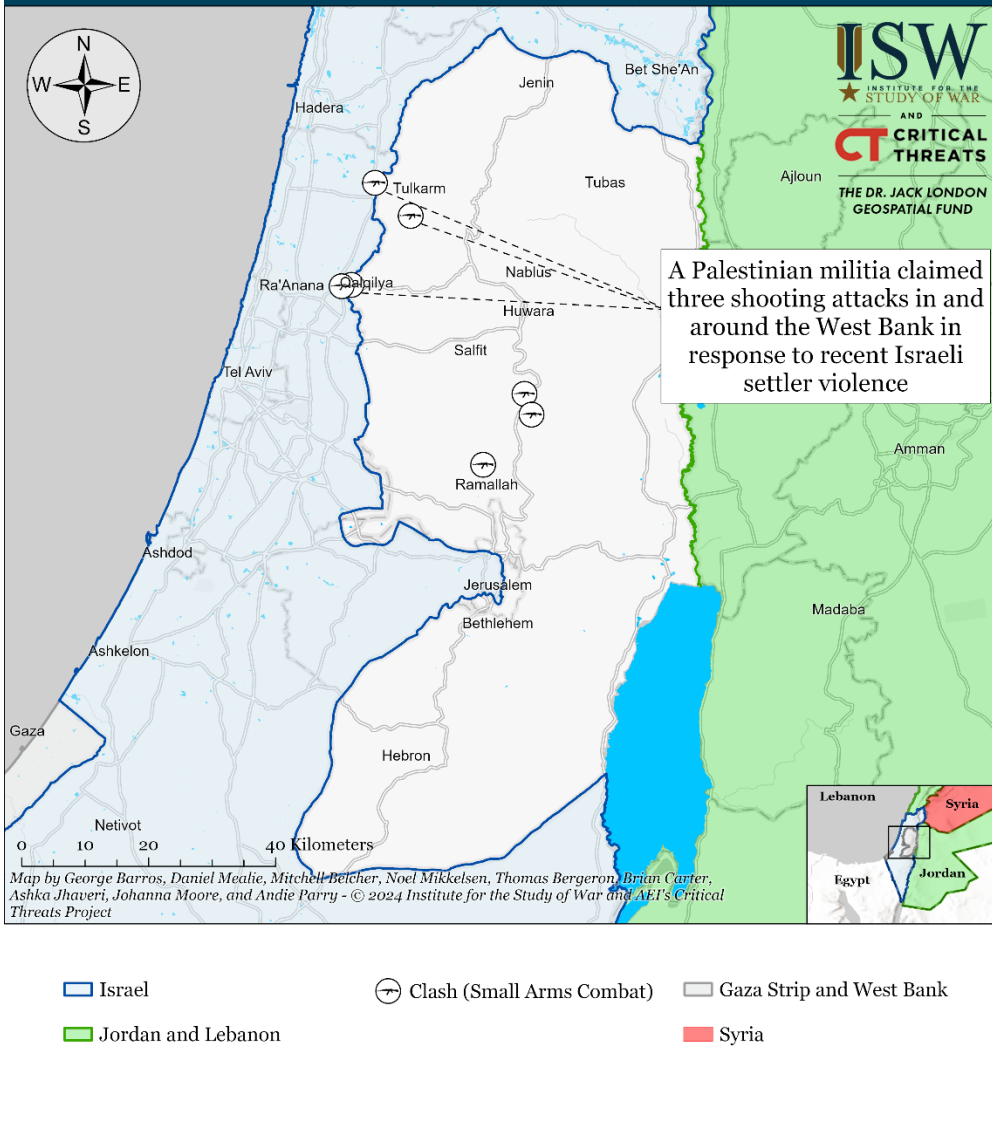 N
W E
S
ISW
INSTITUTE FOR THE
STUDY OF WAR
AND
CT CRITICAL
THREATS
THE DR. JACK LONDON
GEOSPATIAL FUND
Jenin
Bet She'An
Hadera
Tulkarm
Tubas
Ajloun
A Palestinian militia claimed
three shooting attacks in and
around the West Bank in
response to recent Israeli
settler violence
Nablus
Ra'Anana
Qalqilya
Huwara
Salfit
Tel Aviv
Amman
Ramallah
Ashdod
Jerusalem
Bethlehem
Madaba
Ashkelon
Gaza
Hebron
Netivot
0 10 20 40 Kilometers
Map by George Barros, Daniel Mealie, Mitchell Belcher, Noel Mikkelsen, Thomas Bergeron, Brian Carter,
Ashka Jhaveri, Johanna Moore, and Andie Parry - © 2024 Institute for the Study of War and AEI's Critical
Threats Project
Lebanon
Syria
Egypt
Jordan
Israel
Clash (Small Arms Combat)
Gaza Strip and West Bank
Jordan and Lebanon
Syria